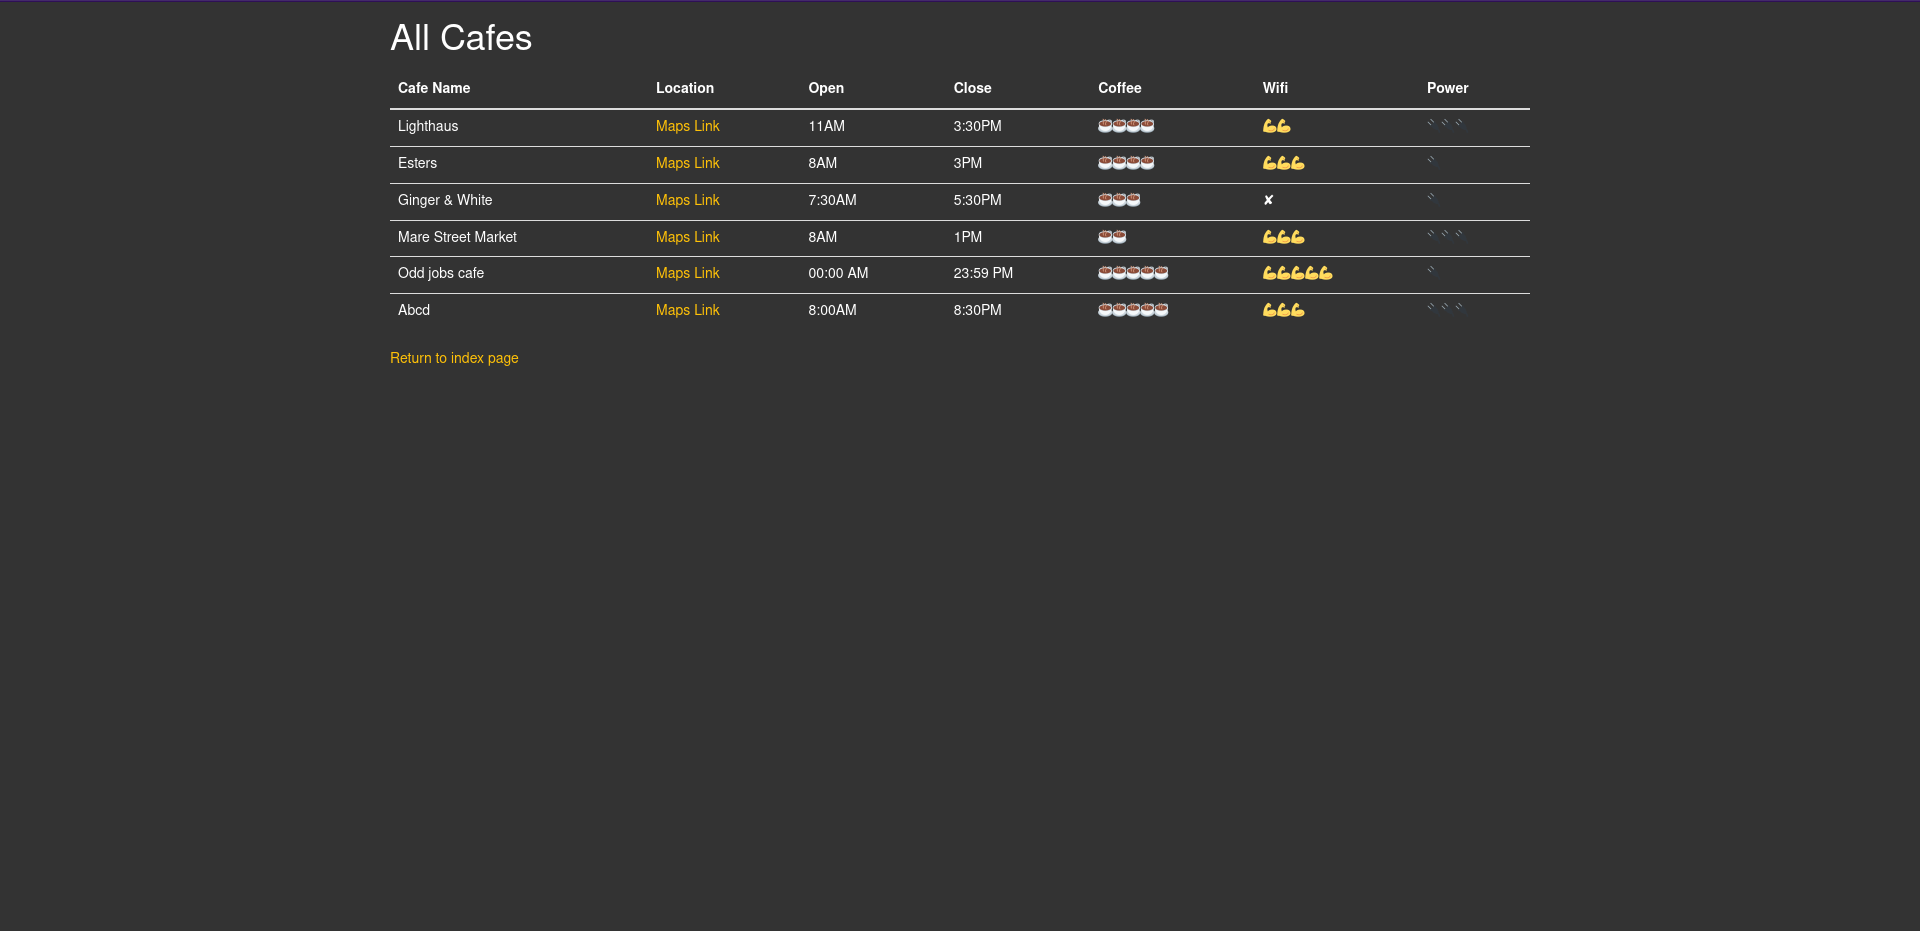 All Cafes
Cafe Name Location Open Close Coffee Wifi Power
Lighthaus Maps Link 11AM 3:30PM ☕☕☕☕ 💪💪 🔌🔌🔌
Esters Maps Link 8AM 3PM ☕☕☕☕ 💪💪💪 🔌
Ginger & White Maps Link 7:30AM 5:30PM ☕☕☕ ✘ 🔌
Mare Street Market Maps Link 8AM 1PM ☕☕ 💪💪💪 🔌🔌🔌
Odd jobs cafe Maps Link 00:00 AM 23:59 PM ☕☕☕☕☕ 💪💪💪💪💪 🔌
Abcd Maps Link 8:00AM 8:30PM ☕☕☕☕☕ 💪💪💪 🔌🔌🔌
Return to index page